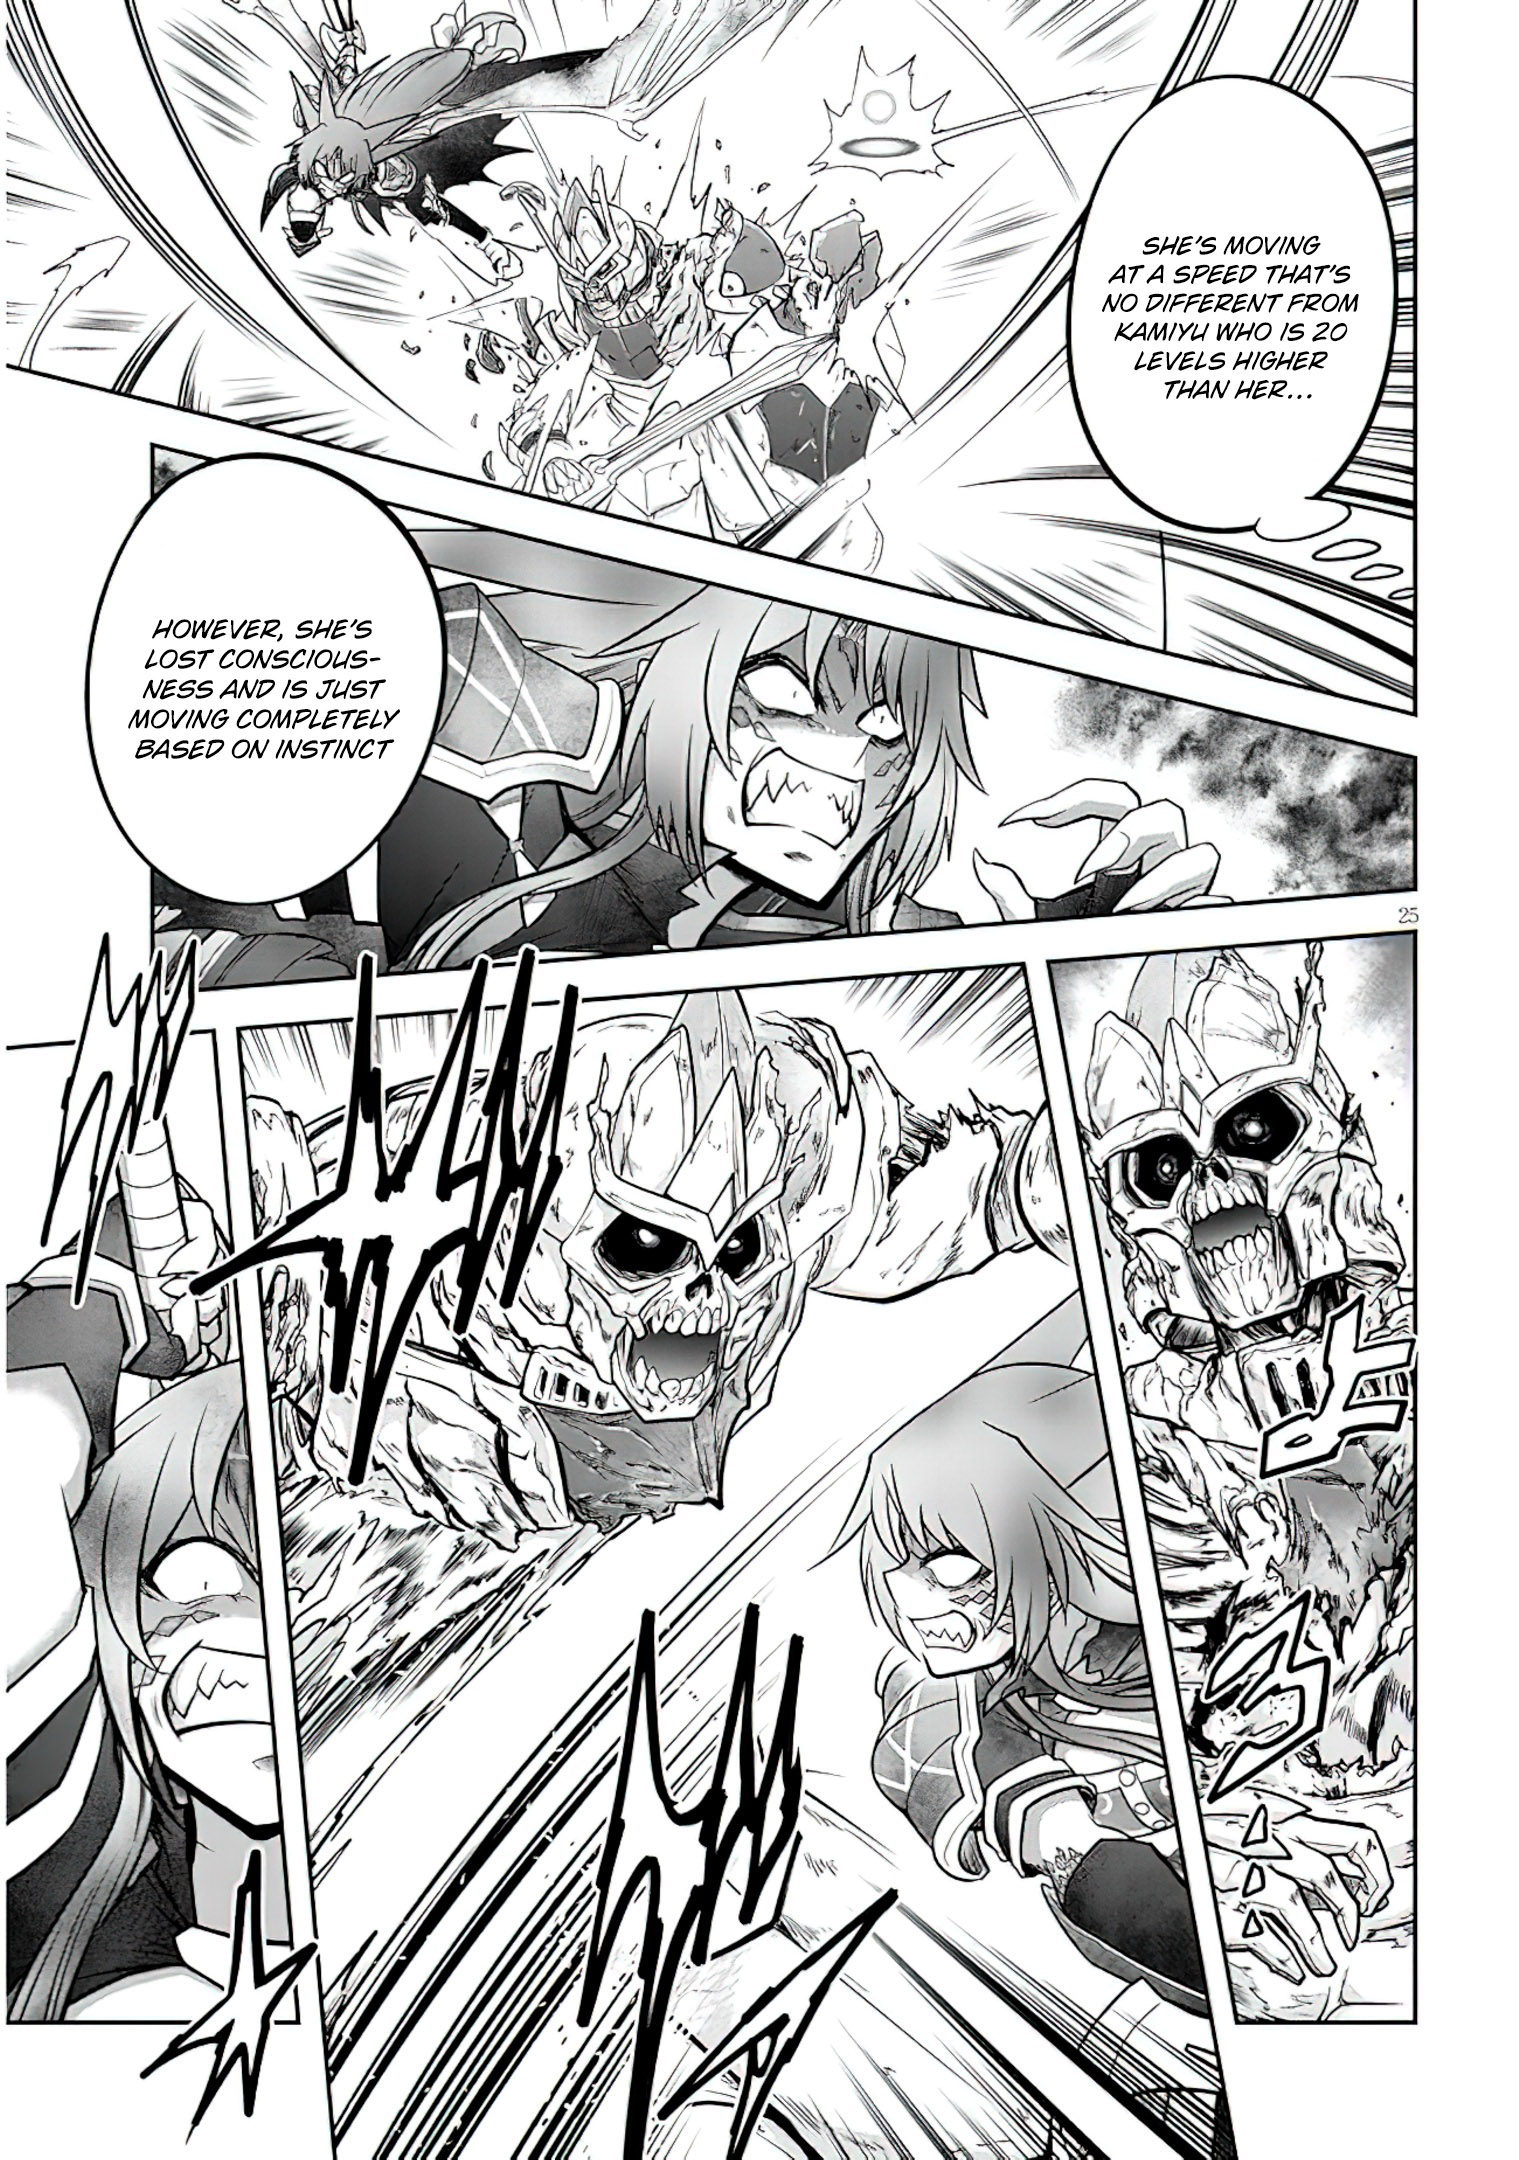 SHE'S MOVING
AT A SPEED THAT'S
NO DIFFERENT FROM
KAMIYU WHO IS 20
LEVELS HIGHER
THAN HER...
HOWEVER, SHE'S
LOST CONSCIOUS-
NESS AND IS JUST
MOVING COMPLETELY
BASED ON INSTINCT
25